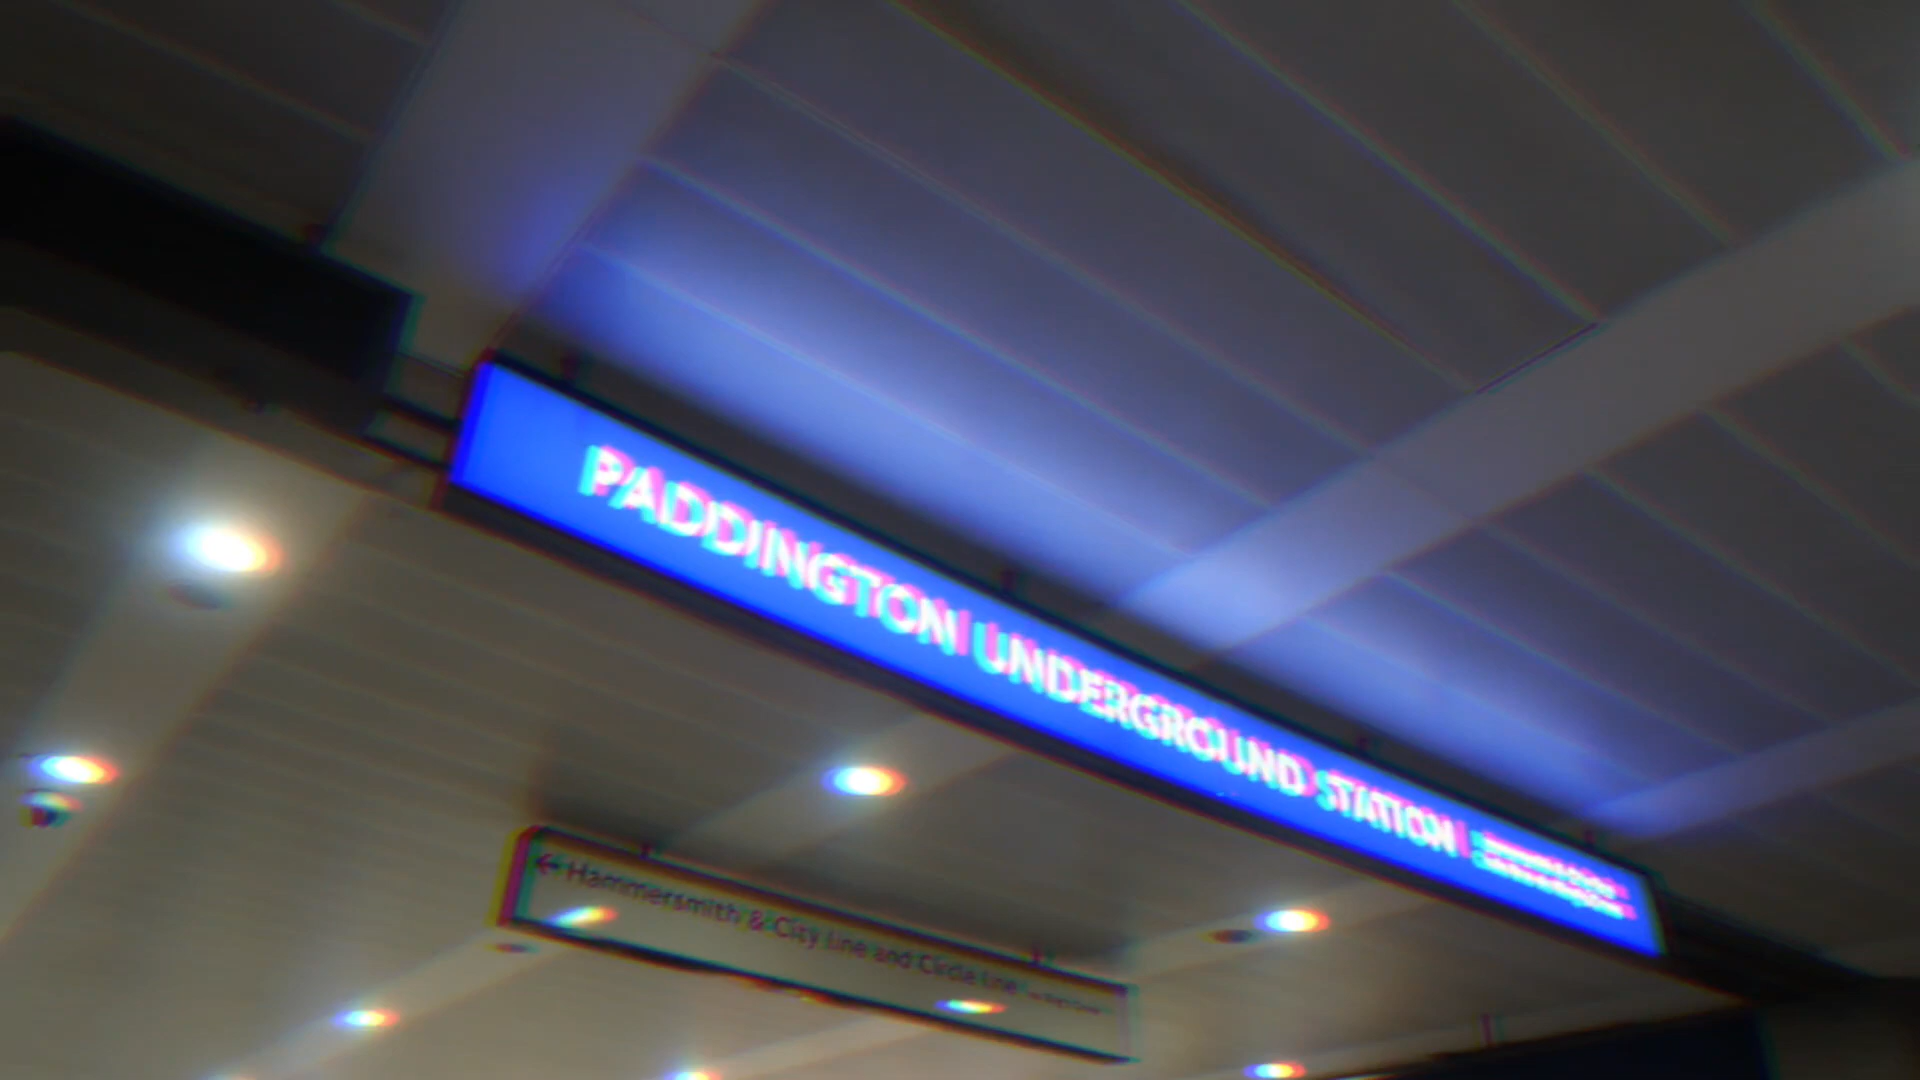 PADDINGTON UNDERGROUND STATION
← Hammersmith & City line and Circle line